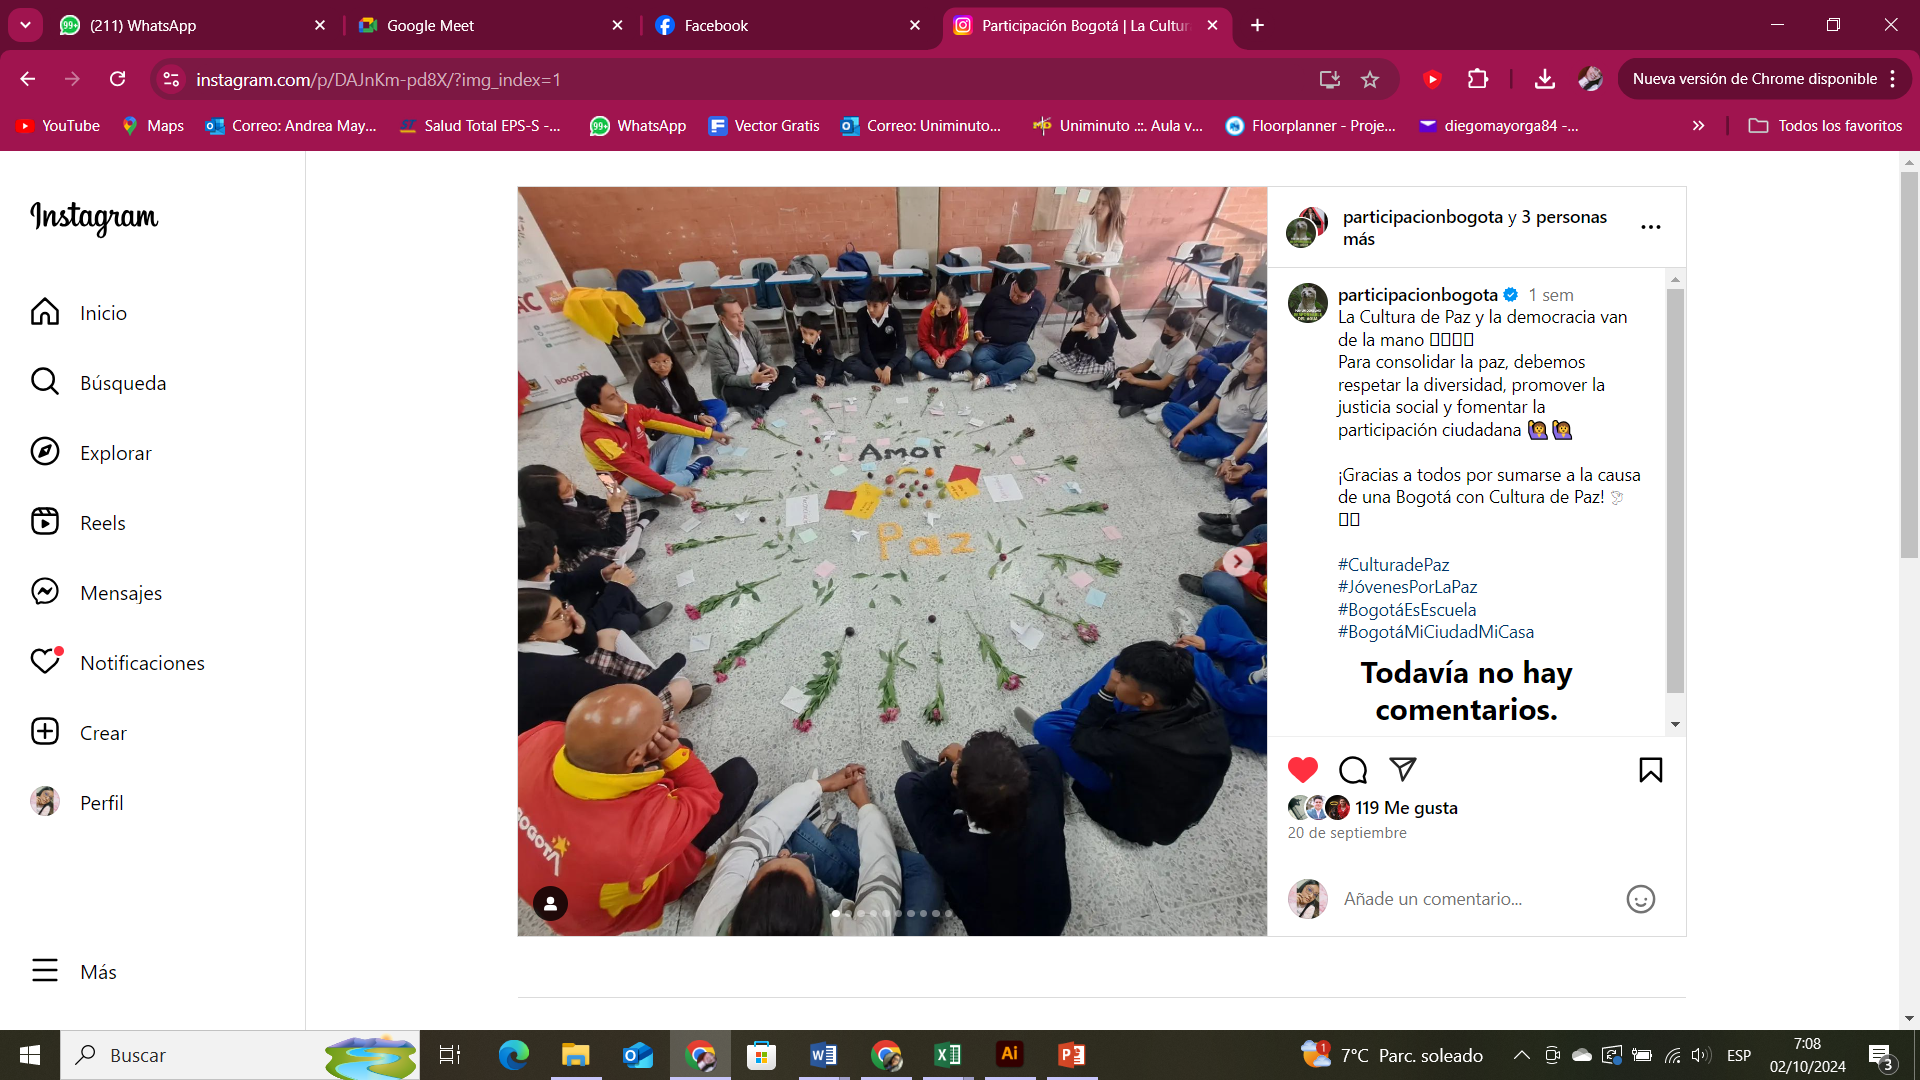 (211) WhatsApp
Google Meet
Facebook
Participación Bogotá | La Cultur
instagram.com/p/DAJnKm-pd8X/?img_index=1
Nueva versión de Chrome disponible
YouTube
Maps
Correo: Andrea May...
Salud Total EPS-S -...
WhatsApp
Vector Gratis
Correo: Uniminuto...
Uniminuto .::. Aula v...
Floorplanner - Proje...
diegomayorga84 -...
Todos los favoritos
Instagram
Inicio
Búsqueda
Explorar
Reels
Mensajes
Notificaciones
Crear
Perfil
Más
BOGOTÁ
Amor
Paz
BOGOTÁ
participacionbogota y 3 personas
más
participacionbogota 1 sem
La Cultura de Paz y la democracia van
de la mano
Para consolidar la paz, debemos
respetar la diversidad, promover la
justicia social y fomentar la
participación ciudadana 🙋 🙋
¡Gracias a todos por sumarse a la causa
de una Bogotá con Cultura de Paz! 🕊
#CulturadePaz
#JóvenesPorLaPaz
#BogotáEsEscuela
#BogotáMiCiudadMiCasa
Todavía no hay
comentarios.
119 Me gusta
20 de septiembre
Añade un comentario...
Buscar
1
7°C Parc. soleado
ESP
7:08
02/10/2024
3